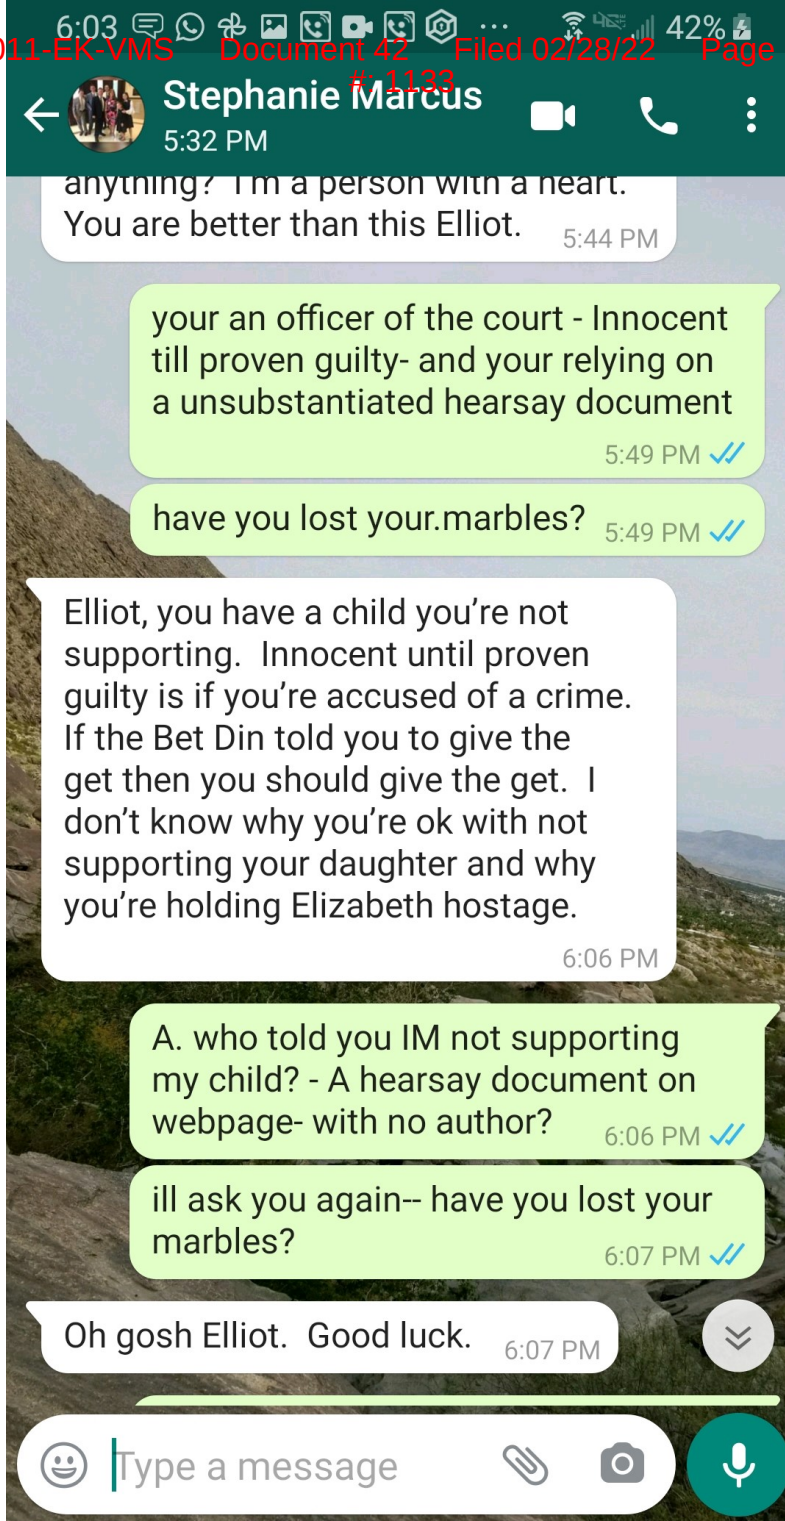 6:03 42%
011-EK-VMS Document 42 Filed 02/28/22 Page
#: 1133
Stephanie Marcus
5:32 PM
anything? I'm a person with a heart.
You are better than this Elliot. 5:44 PM
your an officer of the court - Innocent
till proven guilty- and your relying on
a unsubstantiated hearsay document
5:49 PM
have you lost your.marbles? 5:49 PM
Elliot, you have a child you're not
supporting.  Innocent until proven
guilty is if you're accused of a crime.
If the Bet Din told you to give the
get then you should give the get.  I
don't know why you're ok with not
supporting your daughter and why
you're holding Elizabeth hostage.
6:06 PM
A. who told you IM not supporting
my child? - A hearsay document on
webpage- with no author? 6:06 PM
ill ask you again-- have you lost your
marbles? 6:07 PM
Oh gosh Elliot.  Good luck. 6:07 PM
Type a message